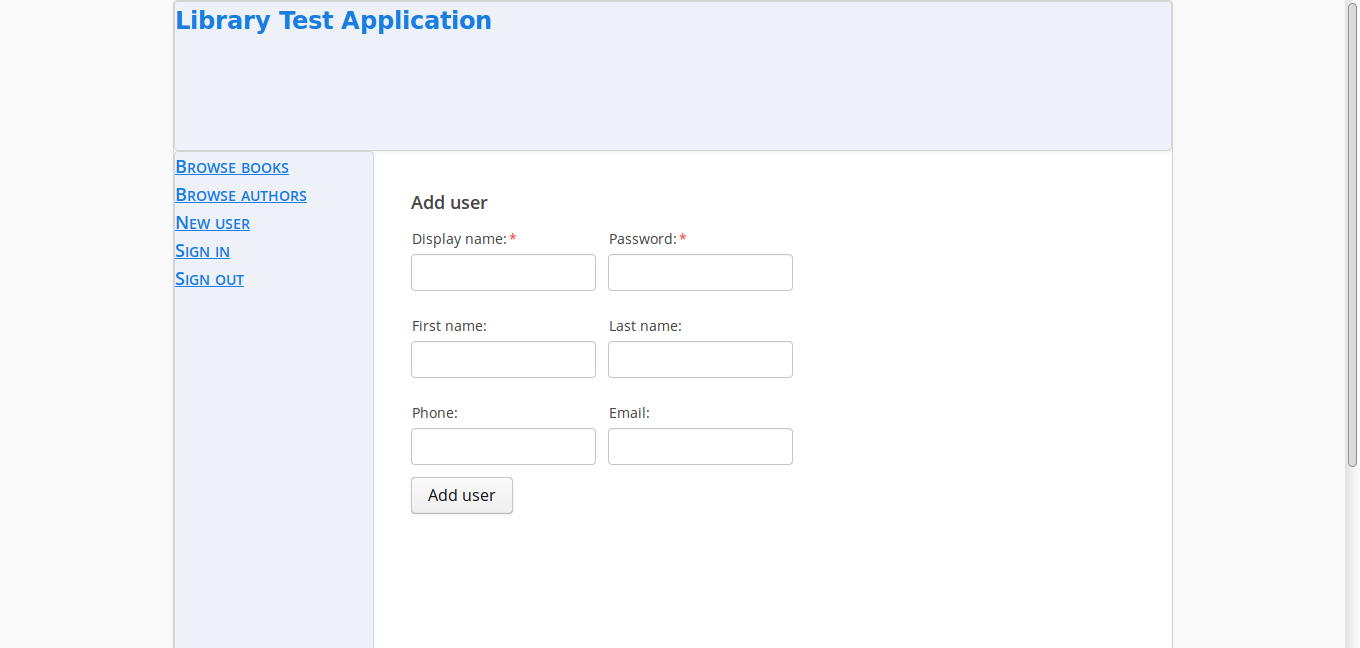 Library Test Application
Browse books
Browse authors
New user
Sign in
Sign out
Add user
Display name:* Password:*
First name: Last name:
Phone: Email:
Add user